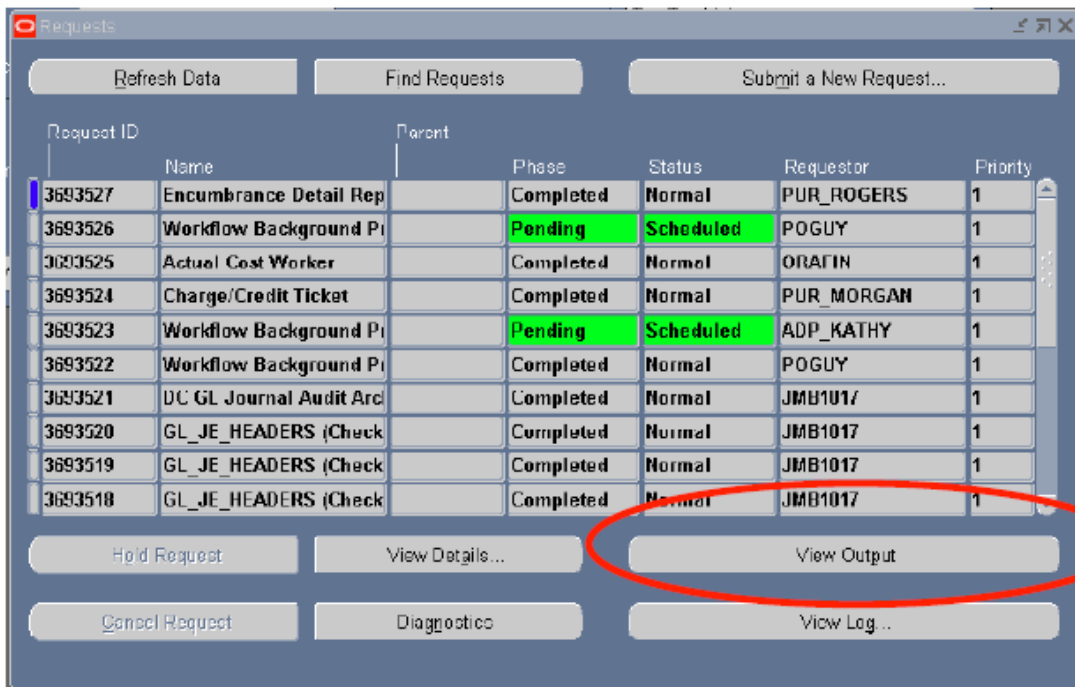 Requests
Refresh Data Find Requests Submit a New Request...
Request ID Parent
Name Phase Status Requestor Priority
3693527 Encumbrance Detail Rep Completed Normal PUR_ROGERS 1
3693526 Workflow Background Pr Pending Scheduled POGUY 1
3693525 Actual Cost Worker Completed Normal ORAFIN 1
3693524 Charge/Credit Ticket Completed Normal PUR_MORGAN 1
3693523 Workflow Background Pr Pending Scheduled ADP_KATHY 1
3693522 Workflow Background Pr Completed Normal POGUY 1
3693521 DC GL Journal Audit Arcl Completed Normal JMB1017 1
3693520 GL_JE_HEADERS (Check Completed Normal JMB1017 1
3693519 GL_JE_HEADERS (Check Completed Normal JMB1017 1
3693518 GL_JE_HEADERS (Check Completed Normal JMB1017 1
Hold Request View Details... View Output
Cancel Request Diagnostics View Log...